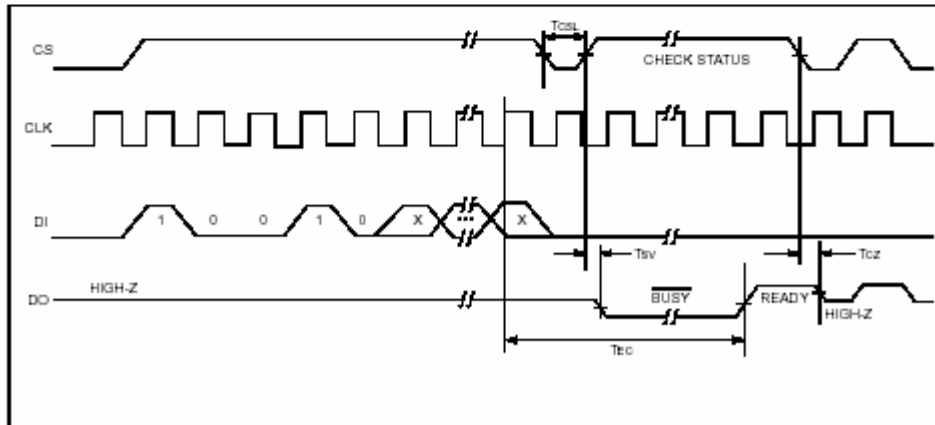 TCSL
CS
CHECK STATUS
CLK
DI
1 0 0 1 0 X ... X
TSV
TCZ
DO
HIGH-Z
BUSY
READY
HIGH-Z
TEC